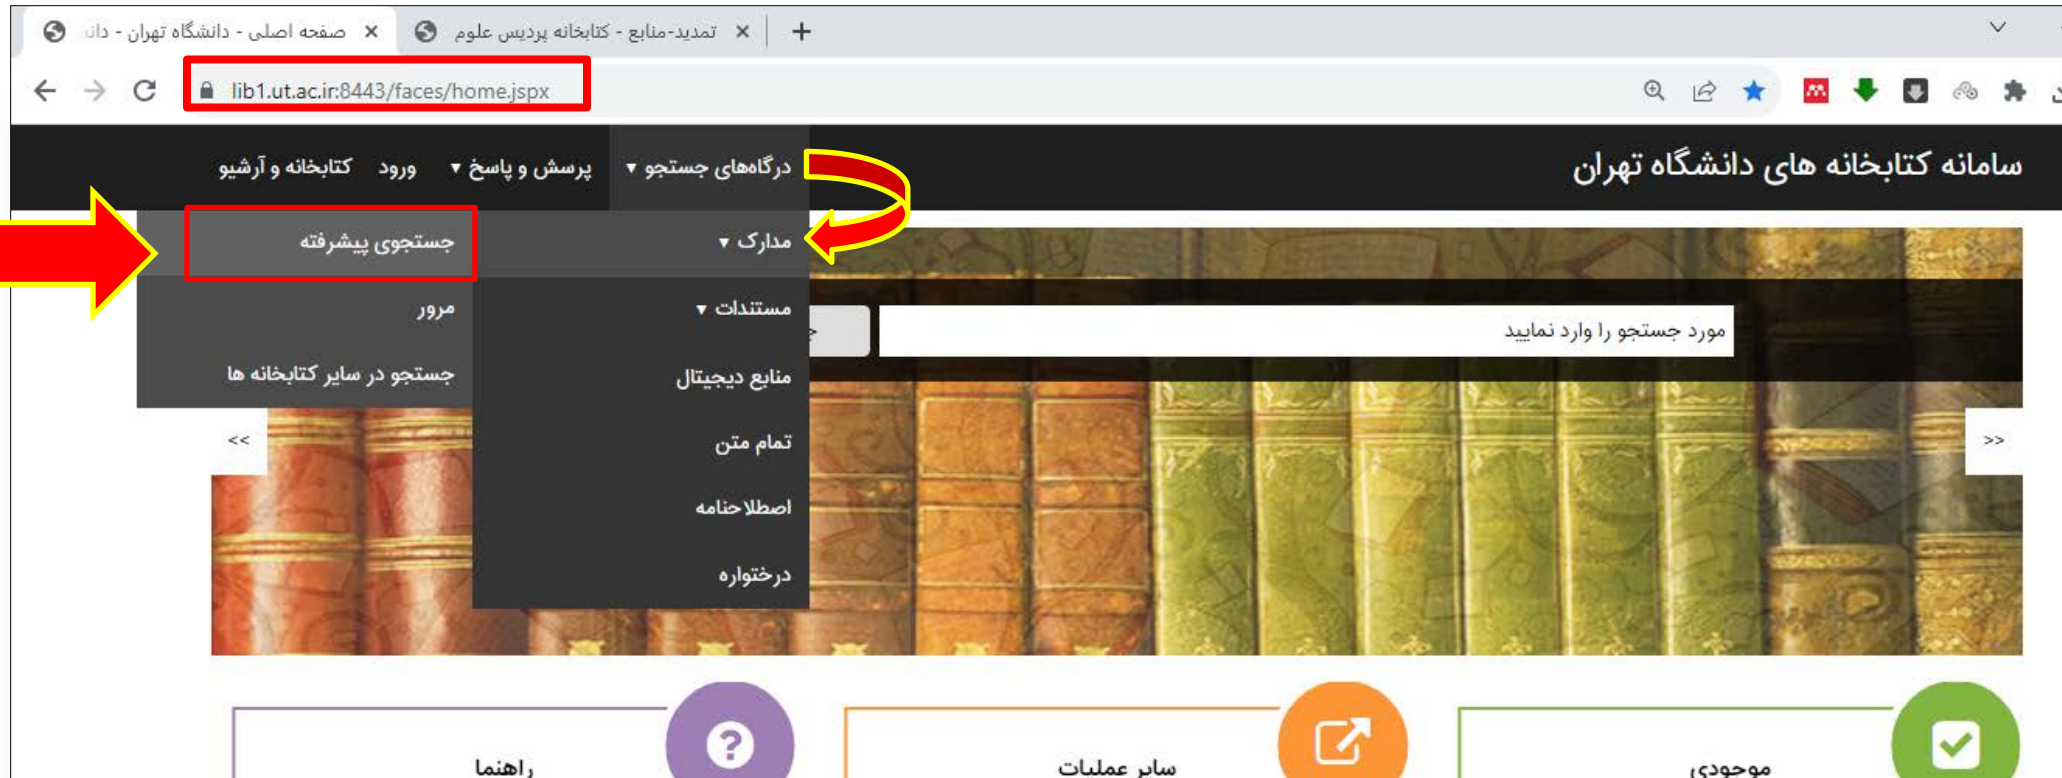 صفحه اصلی - دانشگاه تهران - دان
تمدید-منابع - کتابخانه پردیس علوم
lib1.ut.ac.ir:8443/faces/home.jspx
سامانه کتابخانه های دانشگاه تهران
درگاه‌های جستجو ▼ پرسش و پاسخ ▼ ورود کتابخانه و آرشیو
مدارک ▼
مستندات ▼
منابع دیجیتال
تمام متن
اصطلاحنامه
درختواره
جستجوی پیشرفته
مرور
جستجو در سایر کتابخانه ها
مورد جستجو را وارد نمایید
<<
>>
موجودی
سایر عملیات
راهنما